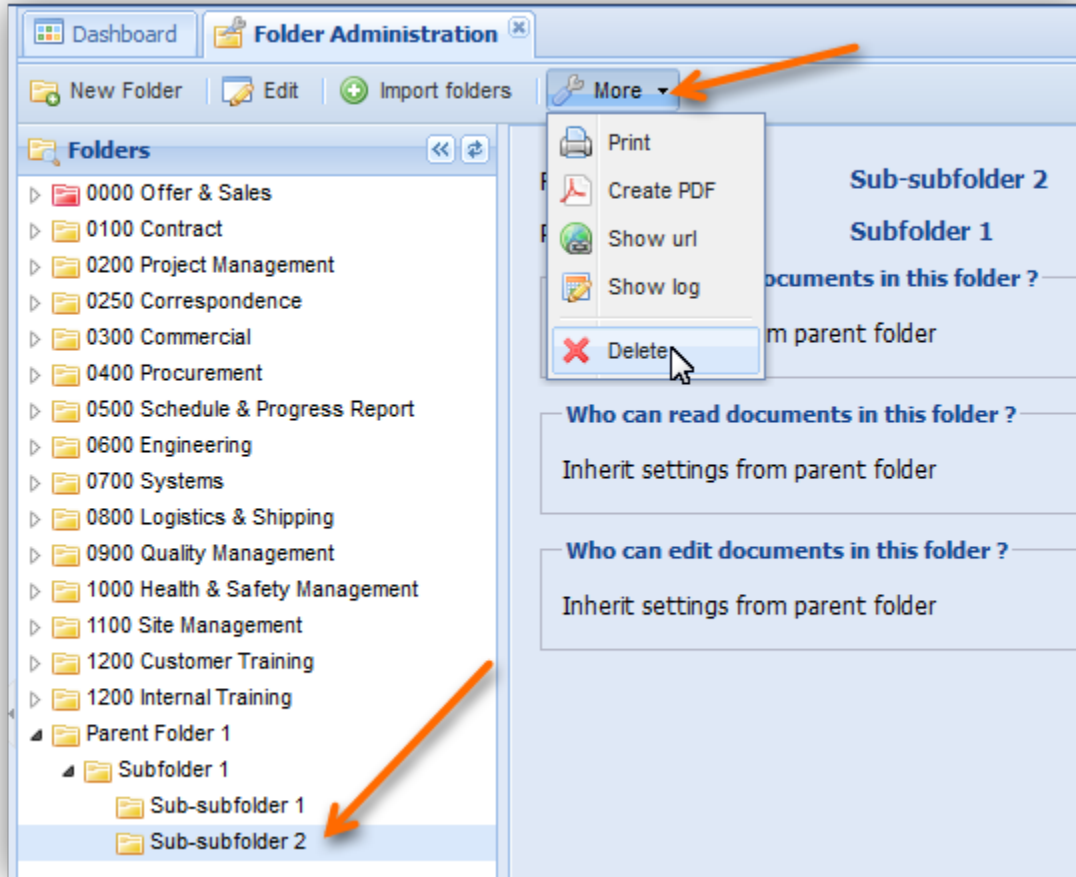 Dashboard
Folder Administration
New Folder
Edit
Import folders
More
Folders
0000 Offer & Sales
0100 Contract
0200 Project Management
0250 Correspondence
0300 Commercial
0400 Procurement
0500 Schedule & Progress Report
0600 Engineering
0700 Systems
0800 Logistics & Shipping
0900 Quality Management
1000 Health & Safety Management
1100 Site Management
1200 Customer Training
1200 Internal Training
Parent Folder 1
Subfolder 1
Sub-subfolder 1
Sub-subfolder 2
Print
Create PDF
Show url
Show log
Delete
Sub-subfolder 2
Subfolder 1
in this folder ?
parent folder
Who can read documents in this folder ?
Inherit settings from parent folder
Who can edit documents in this folder ?
Inherit settings from parent folder